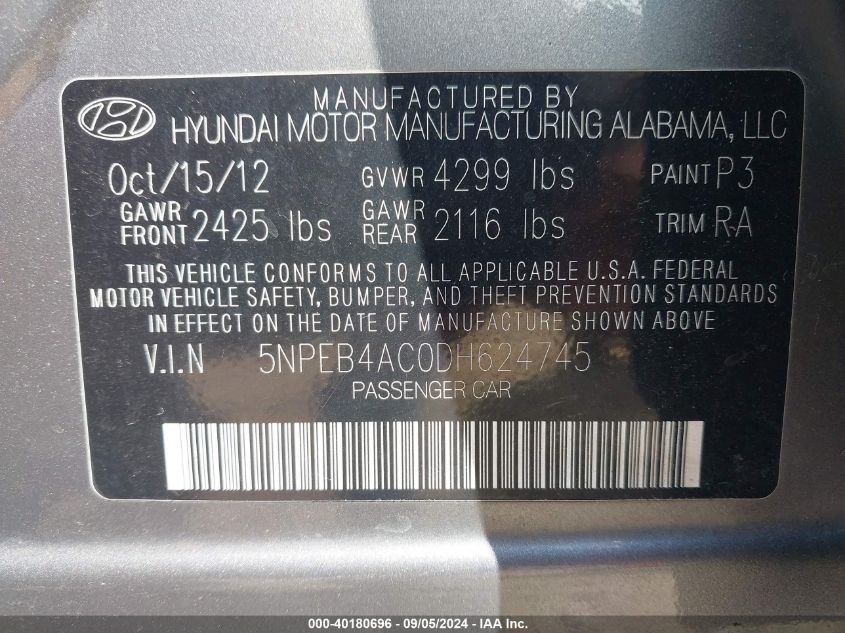 MANUFACTURED BY
HYUNDAI MOTOR MANUFACTURING ALABAMA, LLC
Oct/15/12 GVWR 4299 lbs PAINT P3
GAWR FRONT 2425 lbs GAWR REAR 2116 lbs TRIM RA
THIS VEHICLE CONFORMS TO ALL APPLICABLE U.S.A. FEDERAL
MOTOR VEHICLE SAFETY, BUMPER, AND THEFT PREVENTION STANDARDS
IN EFFECT ON THE DATE OF MANUFACTURE SHOWN ABOVE
V.I.N 5NPEB4AC0DH624745
PASSENGER CAR
000-40180696 - 09/05/2024 - IAA Inc.